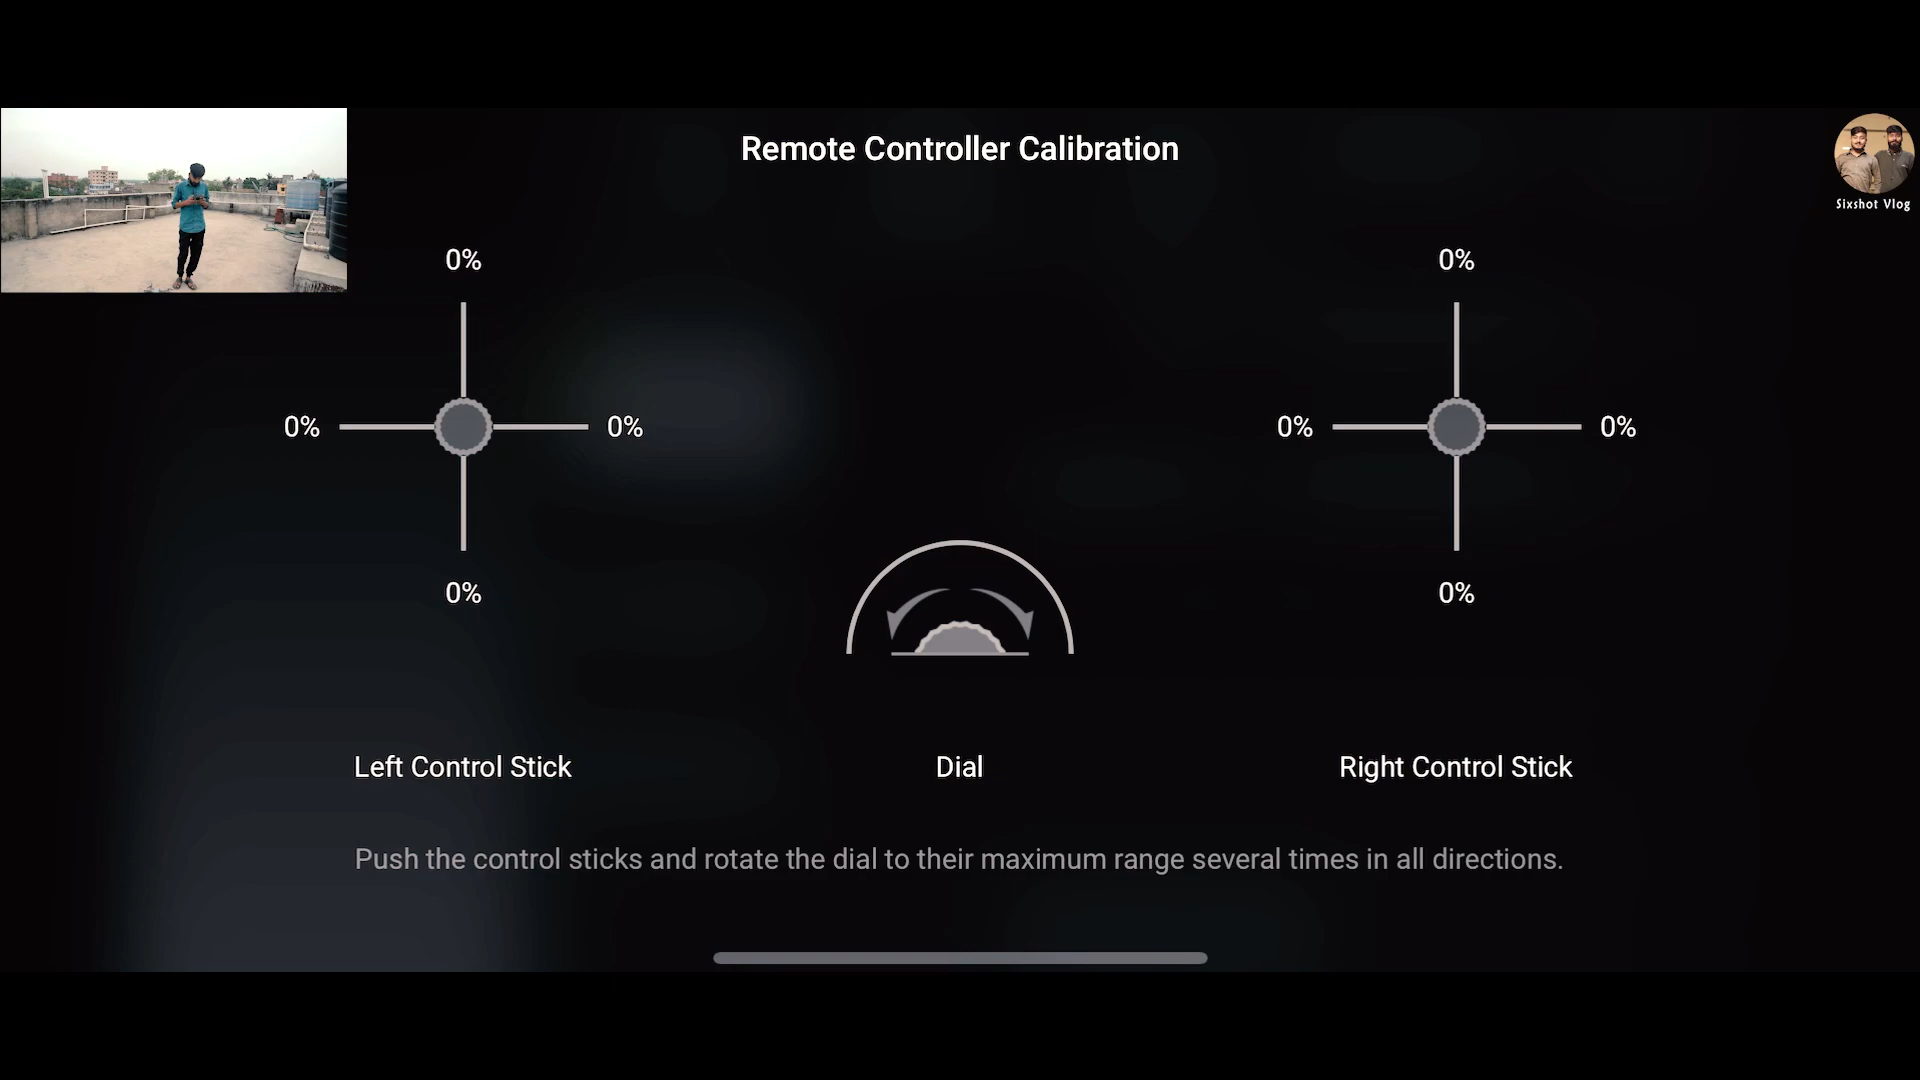 Remote Controller Calibration
Sixshot Vlog
0%
0%
0%
0%
0%
0%
0%
0%
Left Control Stick
Dial
Right Control Stick
Push the control sticks and rotate the dial to their maximum range several times in all directions.